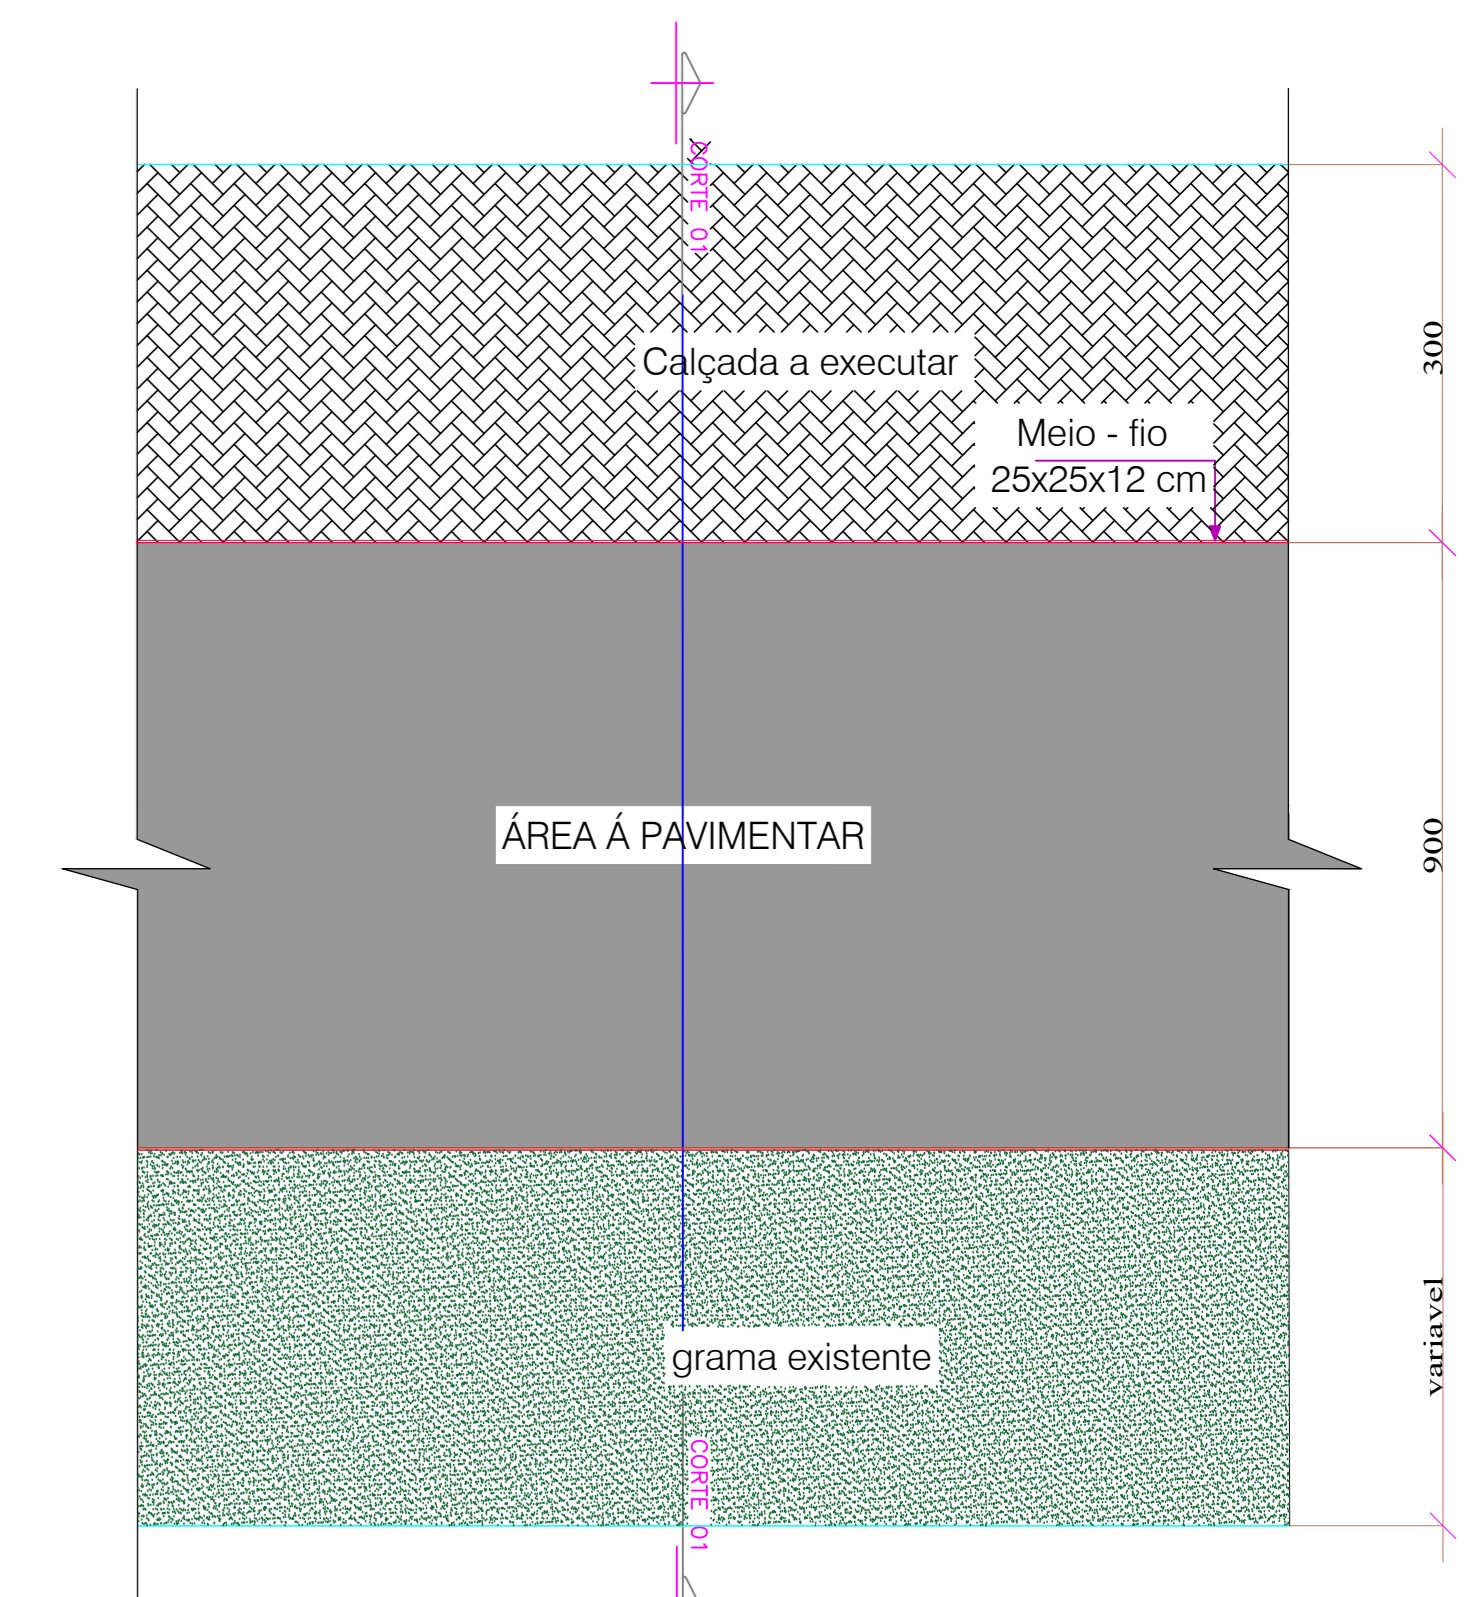 CORTE 01
300
Calçada a executar
Meio - fio
25x25x12 cm
900
ÁREA Á PAVIMENTAR
variavel
grama existente
CORTE 01